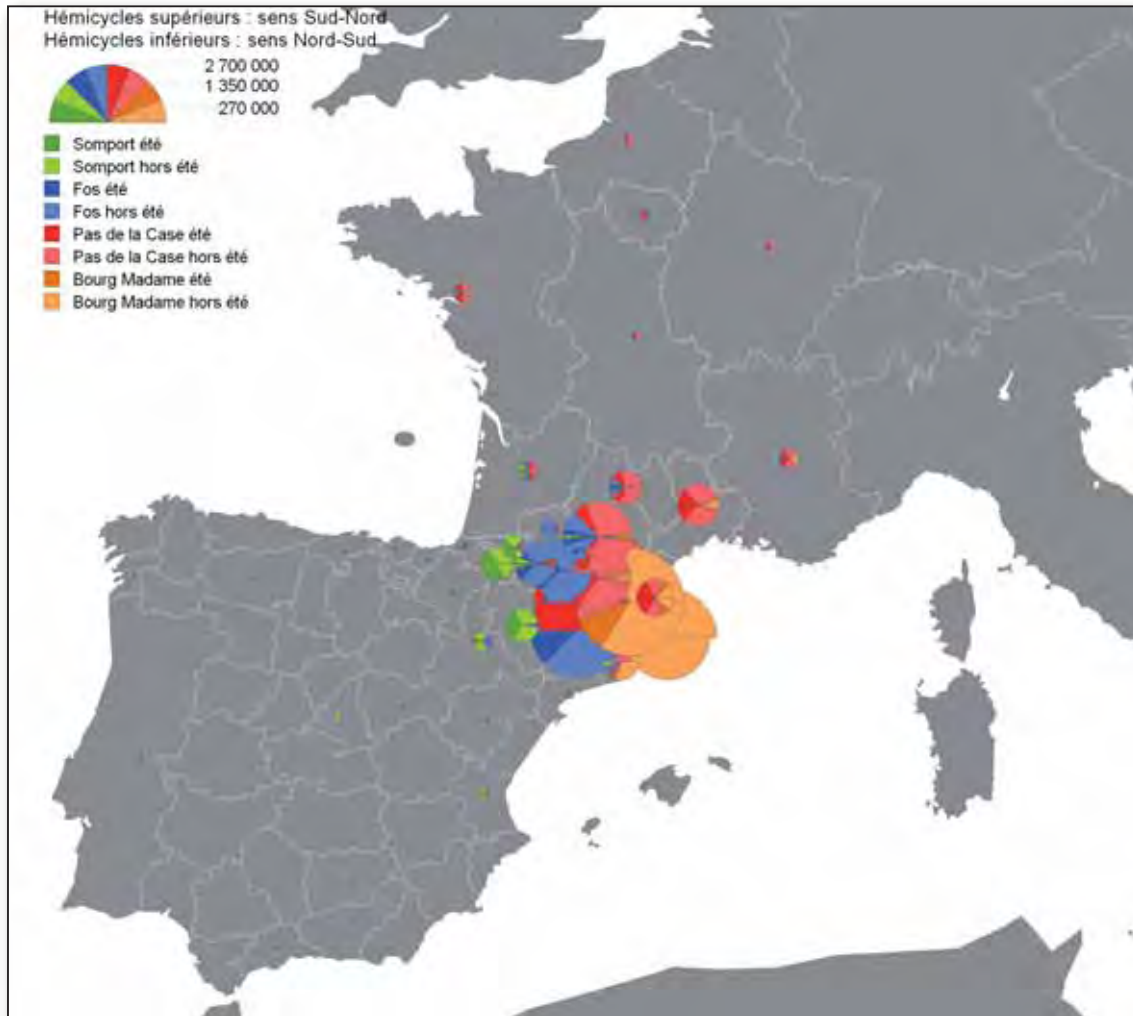 Hémicycles supérieurs : sens Sud-Nord
Hémicycles inférieurs : sens Nord-Sud
2 700 000
1 350 000
270 000
Somport été
Somport hors été
Fos été
Fos hors été
Pas de la Case été
Pas de la Case hors été
Bourg Madame été
Bourg Madame hors été